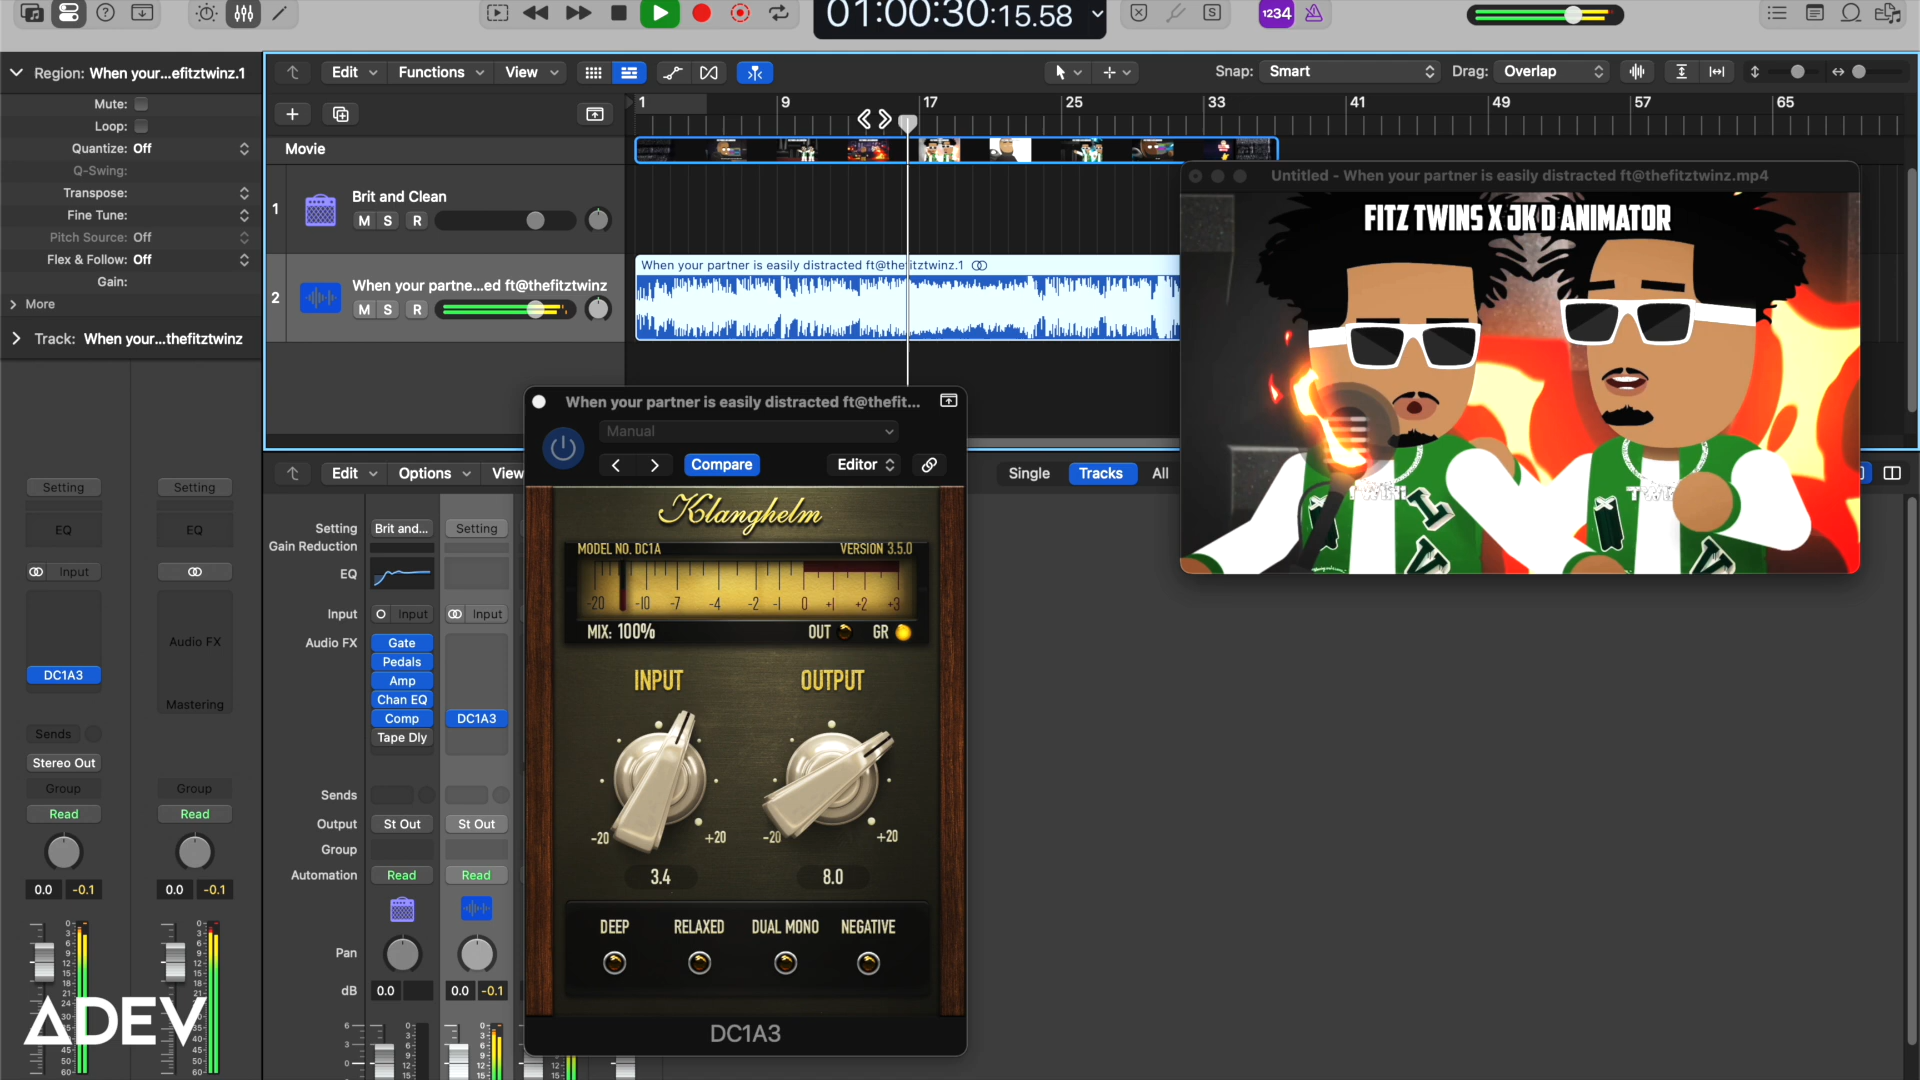 01:00:30:15.58
S
1234
Region: When your...efitztwinz.1
Edit
Functions
View
Snap: Smart
Drag: Overlap
Mute:
Loop:
Quantize: Off
Q-Swing:
Transpose:
Fine Tune:
Pitch Source: Off
Flex & Follow: Off
Gain:
More
Track: When your...thefitztwinz
1 9 17 25 33 41 49 57 65
Movie
1
Brit and Clean
M S R
2
When your partne...ed ft@thefitztwinz
M S R
When your partner is easily distracted ft@thefitztwinz.1
Untitled - When your partner is easily distracted ft@thefitztwinz.mp4
FITZ TWINS X JK D ANIMATOR
Edit
Options
View
Single
Tracks
All
When your partner is easily distracted ft@thefit...
Manual
Compare
Editor
Klanghelm
MODEL NO. DC1A
VERSION 3.5.0
-20 -10 -7 -4 -2 -1 0 +1 +2 +3
MIX: 100%
OUT
GR
INPUT
OUTPUT
-20
+20
-20
+20
3.4
8.0
DEEP
RELAXED
DUAL MONO
NEGATIVE
DC1A3
Setting
Setting
EQ
EQ
Input
Audio FX
DC1A3
Mastering
Sends
Stereo Out
Group
Group
Read
Read
0.0 -0.1
0.0 -0.1
Setting
Brit and...
Setting
Gain Reduction
EQ
Input
Input
Input
Audio FX
Gate
Pedals
Amp
Chan EQ
Comp
DC1A3
Tape Dly
Sends
Output
St Out
St Out
Group
Automation
Read
Read
Pan
dB
0.0
0.0 -0.1
ADEV